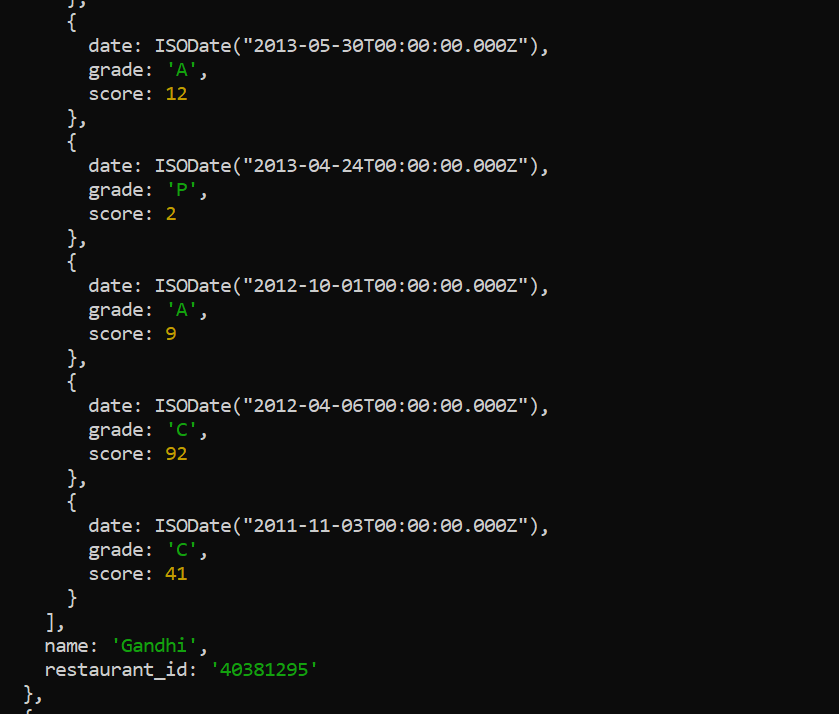 },
{
date: ISODate("2013-05-30T00:00:00.000Z"),
grade: 'A',
score: 12
},
{
date: ISODate("2013-04-24T00:00:00.000Z"),
grade: 'P',
score: 2
},
{
date: ISODate("2012-10-01T00:00:00.000Z"),
grade: 'A',
score: 9
},
{
date: ISODate("2012-04-06T00:00:00.000Z"),
grade: 'C',
score: 92
},
{
date: ISODate("2011-11-03T00:00:00.000Z"),
grade: 'C',
score: 41
}
],
name: 'Gandhi',
restaurant_id: '40381295'
},
{